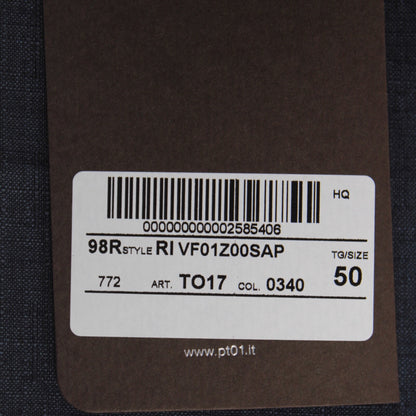 HQ
000000000002585406
98R STYLE RI VF01Z00SAP
TG/SIZE
772 ART. TO17 COL. 0340 50
www.pt01.it